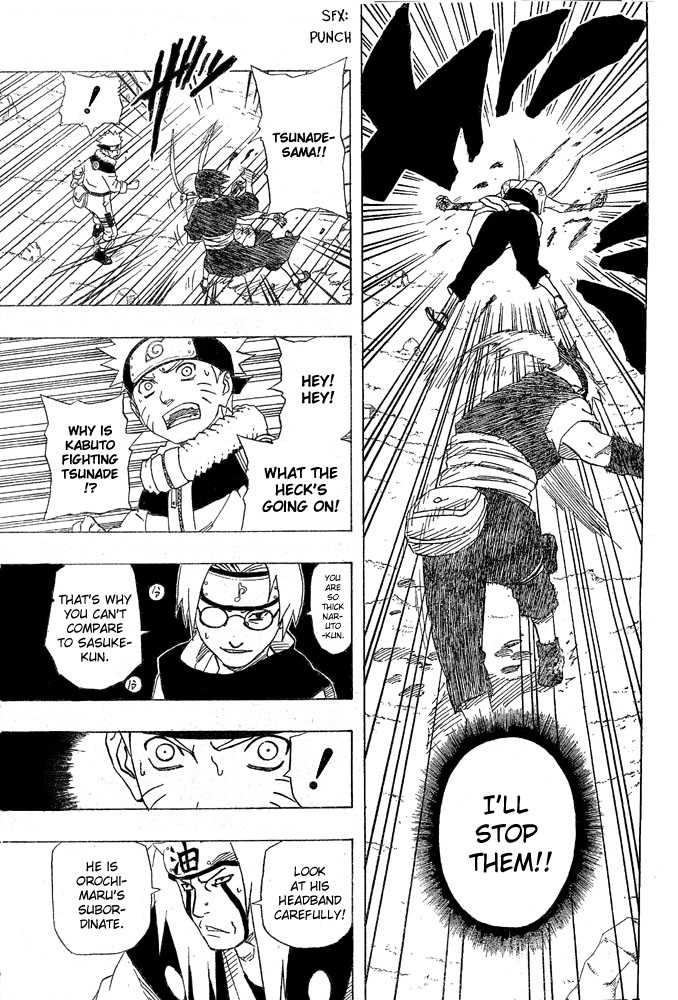 I'LL
STOP
THEM!!
SFX:
PUNCH
TSUNADE-
SAMA!!
!
HEY!
HEY!
WHAT THE
HECK'S
GOING ON!
WHY IS
KABUTO
FIGHTING
TSUNADE
!?
YOU
ARE
SO
THICK
NAR-
UTO
-KUN.
THAT'S WHY
YOU CAN'T
COMPARE
TO
SASUKE-
KUN.
!
LOOK
AT HIS
HEADBAND
CAREFULLY!
油
HE IS
OROCHI-
MARU'S
SUBOR-
DINATE.